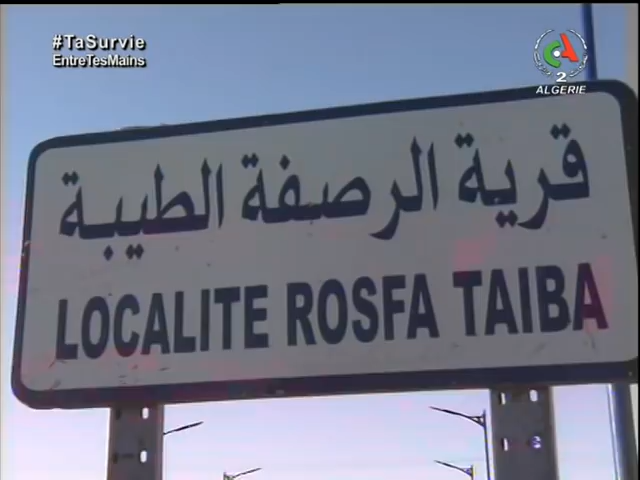 #TaSurvie
EntreTesMains
2
ALGERIE
قرية الرصفة الطيبة
LOCALITE ROSFA TAIBA